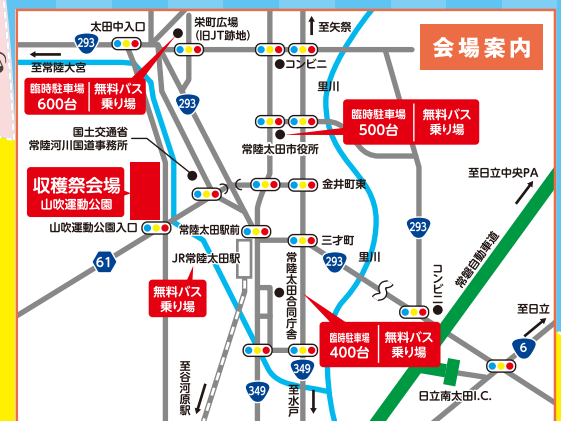 会場案内
太田中入口
栄町広場
(旧JT跡地)
至矢祭
293
至常陸大宮
コンビニ
里川
臨時駐車場
600台
無料バス
乗り場
293
臨時駐車場
500台
無料バス
乗り場
国土交通省
常陸河川国道事務所
常陸太田市役所
至日立中央PA
収穫祭会場
山吹運動公園
金井町東
山吹運動公園入口
常陸太田駅前
三才町
293
常磐自動車道
61
JR常陸太田駅
293
里川
コンビニ
無料バス
乗り場
常陸太田合同庁舎
至日立
臨時駐車場
400台
無料バス
乗り場
6
至谷河原駅
349
349
至水戸
日立南太田I.C.